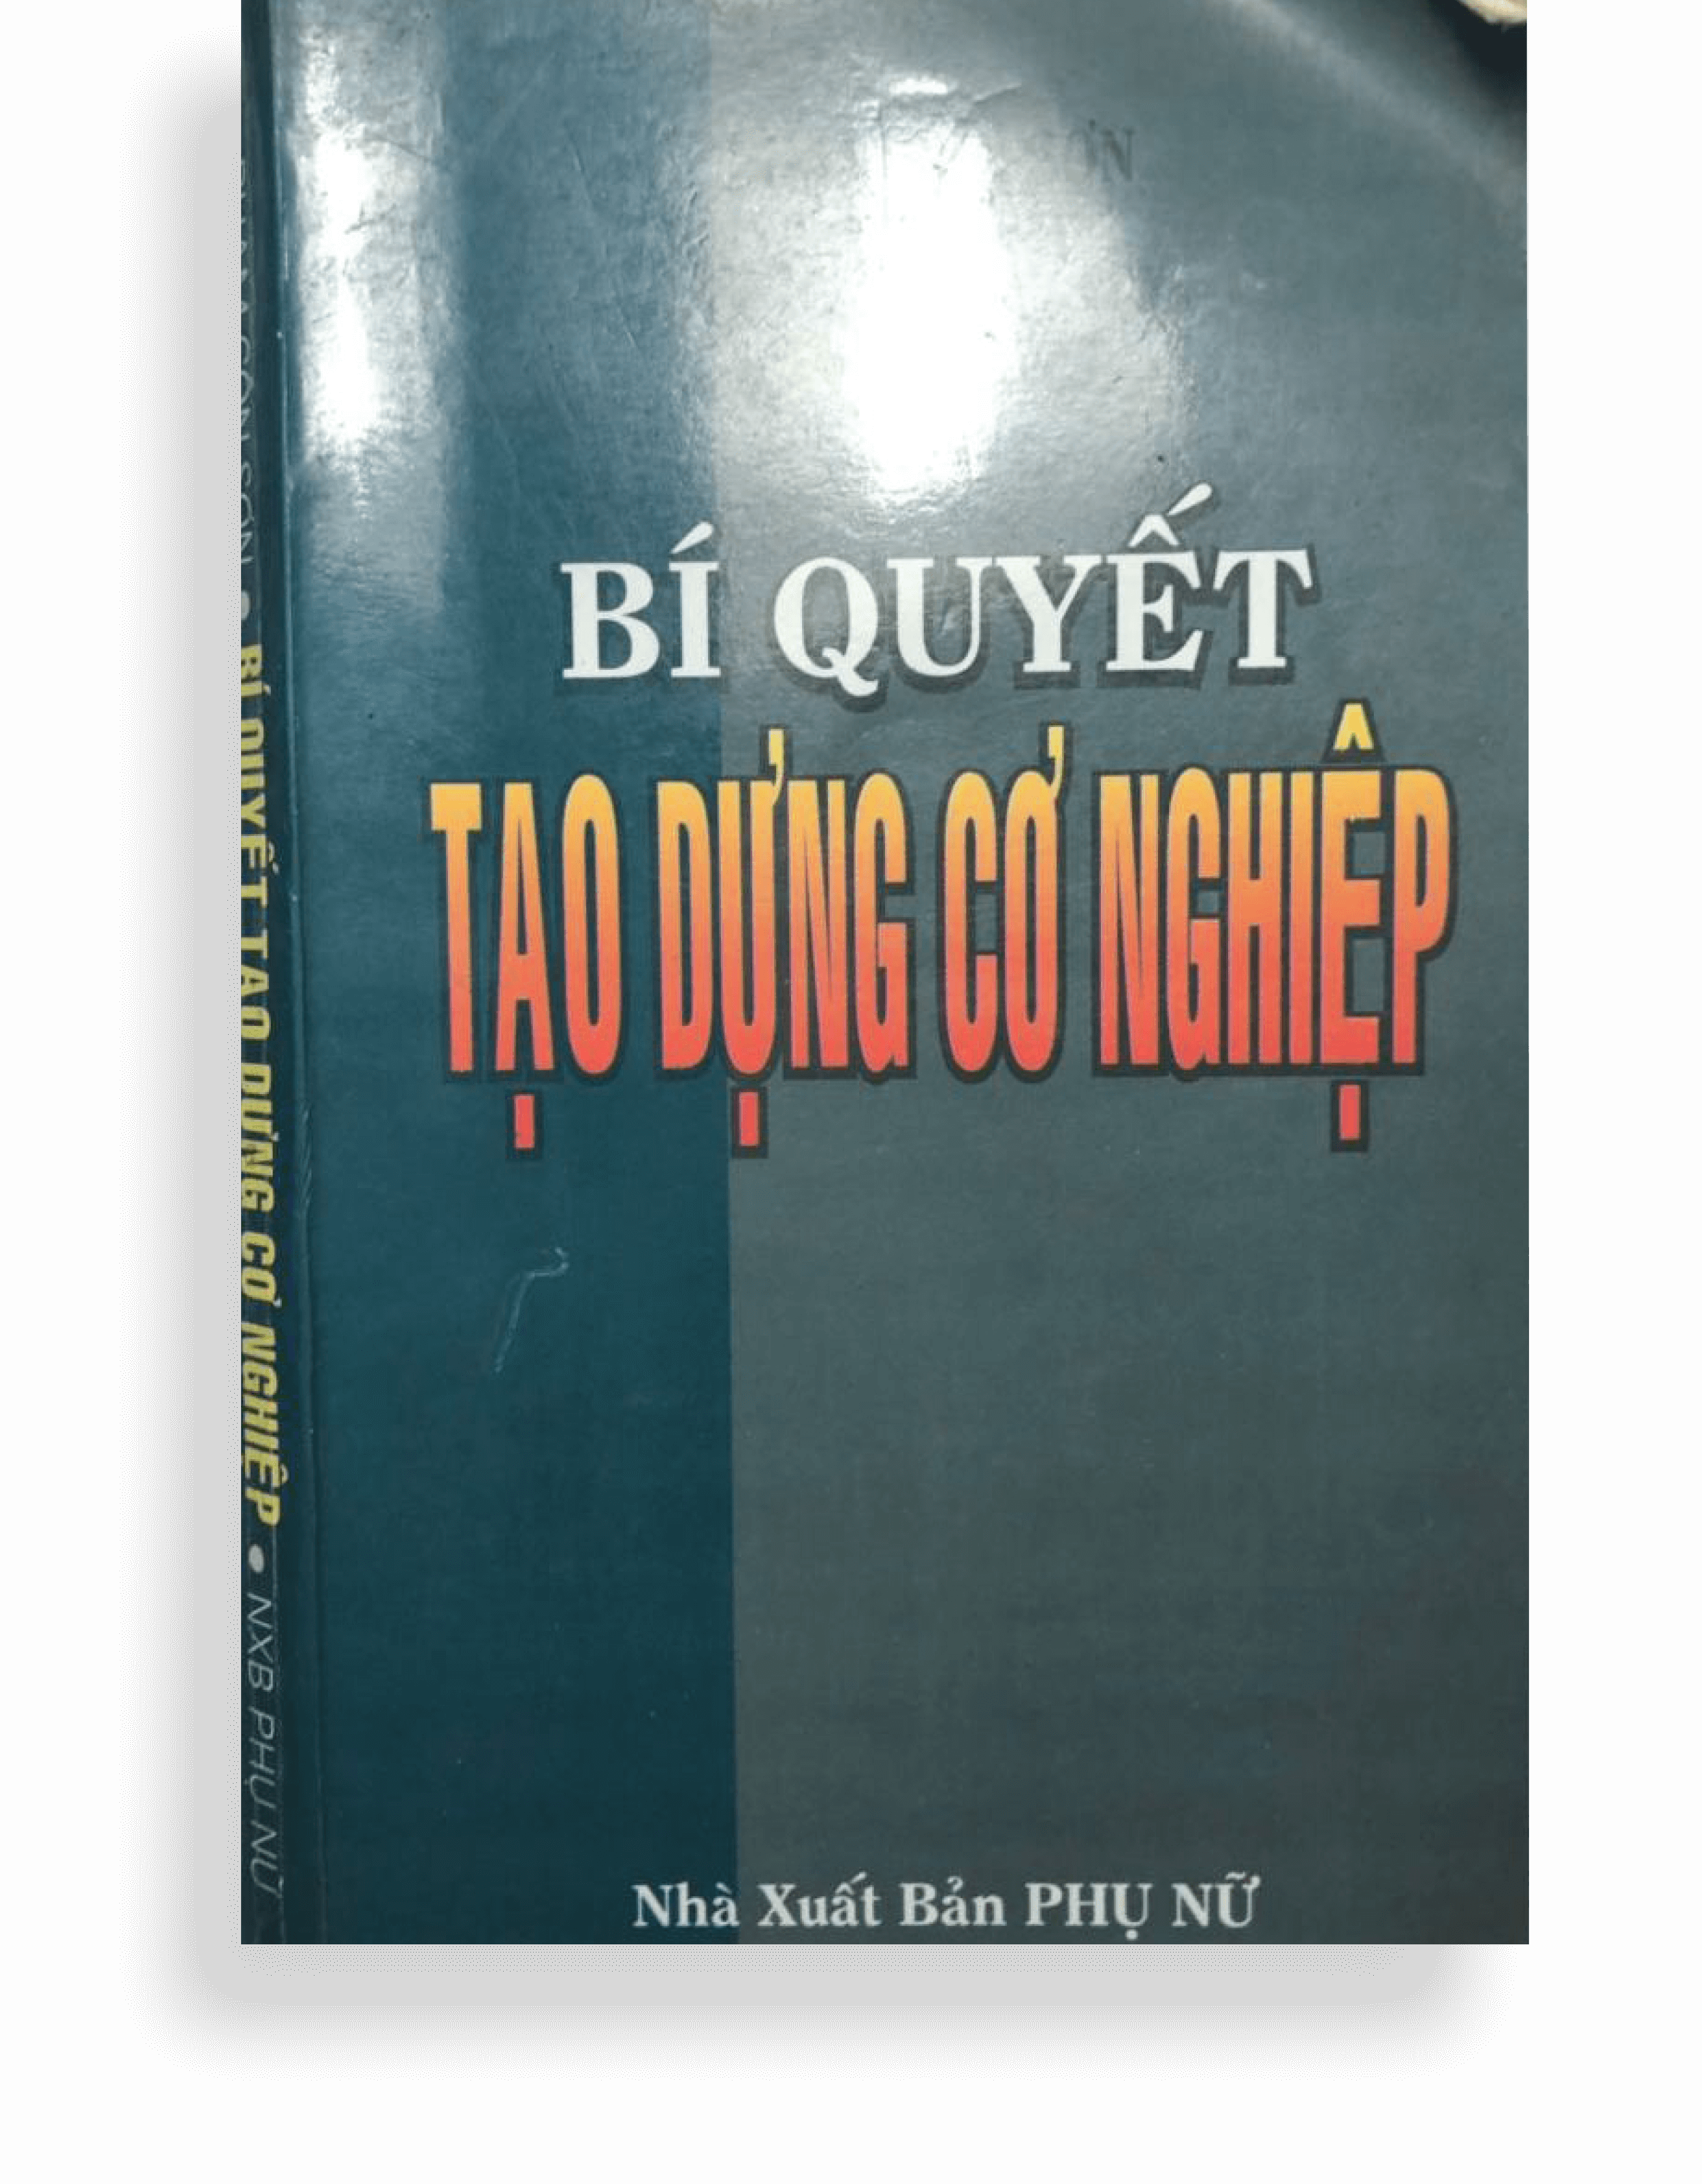 BÍ QUYẾT
TẠO DỰNG CƠ NGHIỆP
Nhà Xuất Bản PHỤ NỮ
SƠN • BÍ QUYẾT TẠO DỰNG CƠ NGHIỆP • NXB PHỤ NỮ